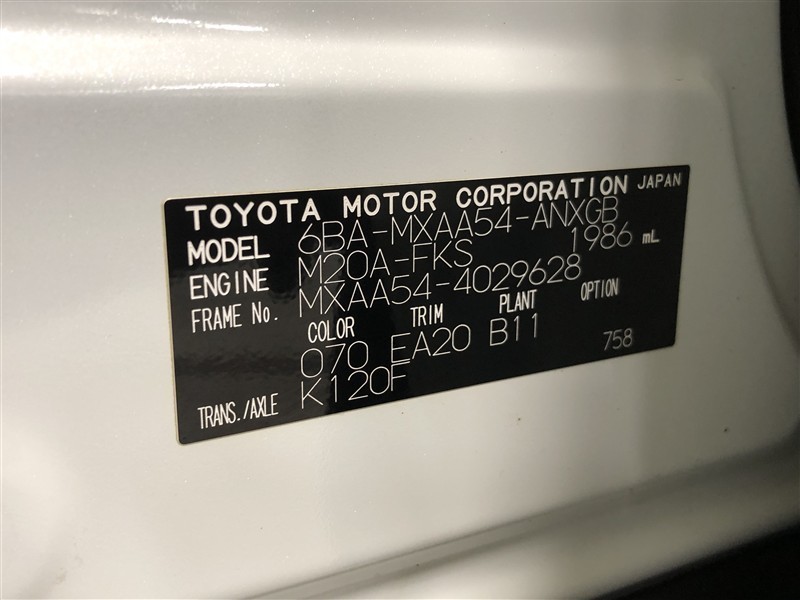 TOYOTA MOTOR CORPORATION JAPAN
MODEL 6BA-MXAA54-ANXGB
ENGINE M20A-FKS 1986 mL
FRAME No. MXAA54-4029628
COLOR TRIM PLANT OPTION
070 EA20 B11 758
TRANS./AXLE K120F